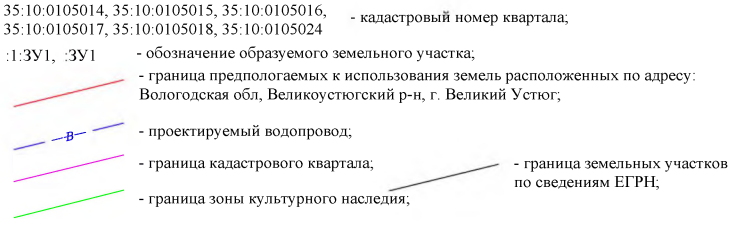 35:10:0105014, 35:10:0105015, 35:10:0105016,
35:10:0105017, 35:10:0105018, 35:10:0105024
- кадастровый номер квартала;
:1:ЗУ1, :ЗУ1
- обозначение образуемого земельного участка;
- граница предпологаемых к использования земель расположенных по адресу:
Вологодская обл, Великоустюгский р-н, г. Великий Устюг;
В
- проектируемый водопровод;
- граница кадастрового квартала;
- граница земельных участков
по сведениям ЕГРН;
- граница зоны культурного наследия;